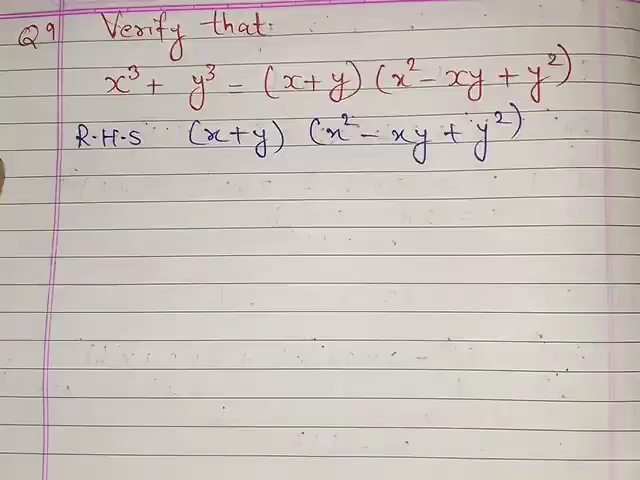 Q9 Verify that:
x³ + y³ = (x+y) (x² - xy + y²)
R.H.S (x+y) (x² - xy + y²)